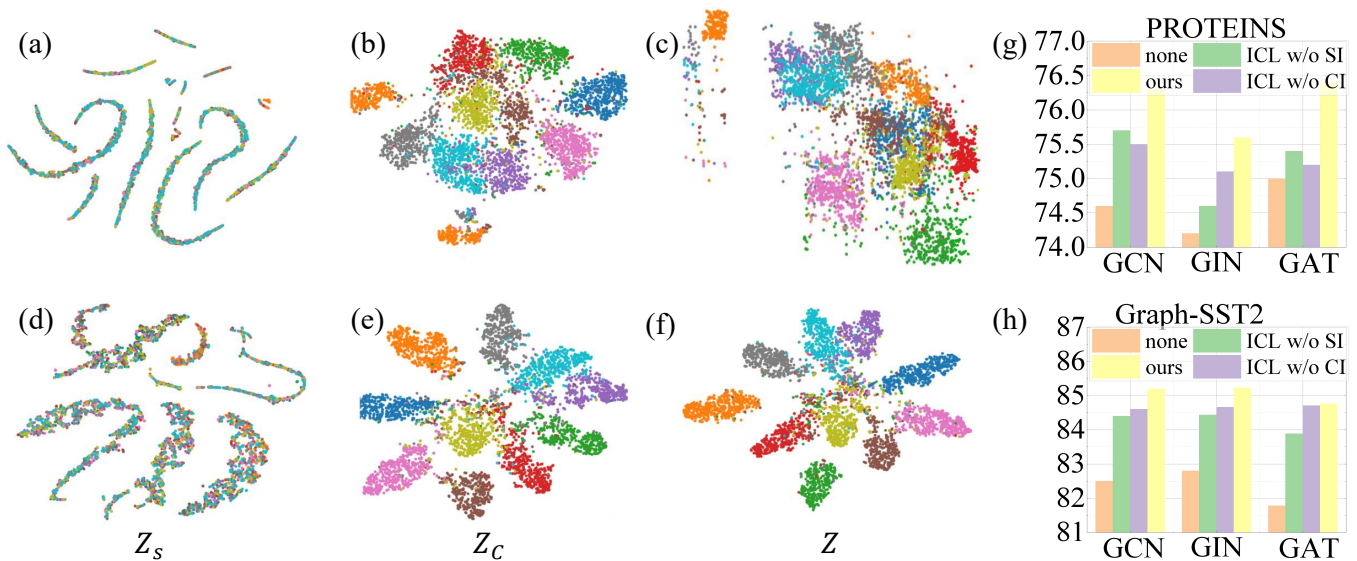 (a)
(b)
(c)
(g)
PROTEINS
77.0
76.5
76.0
75.5
75.0
74.5
74.0
none
ICL w/o SI
ours
ICL w/o CI
GCN
GIN
GAT
(d)
(e)
(f)
(h)
Graph-SST2
87
86
85
84
83
82
81
none
ICL w/o SI
ours
ICL w/o CI
GCN
GIN
GAT
Zs
ZC
Z